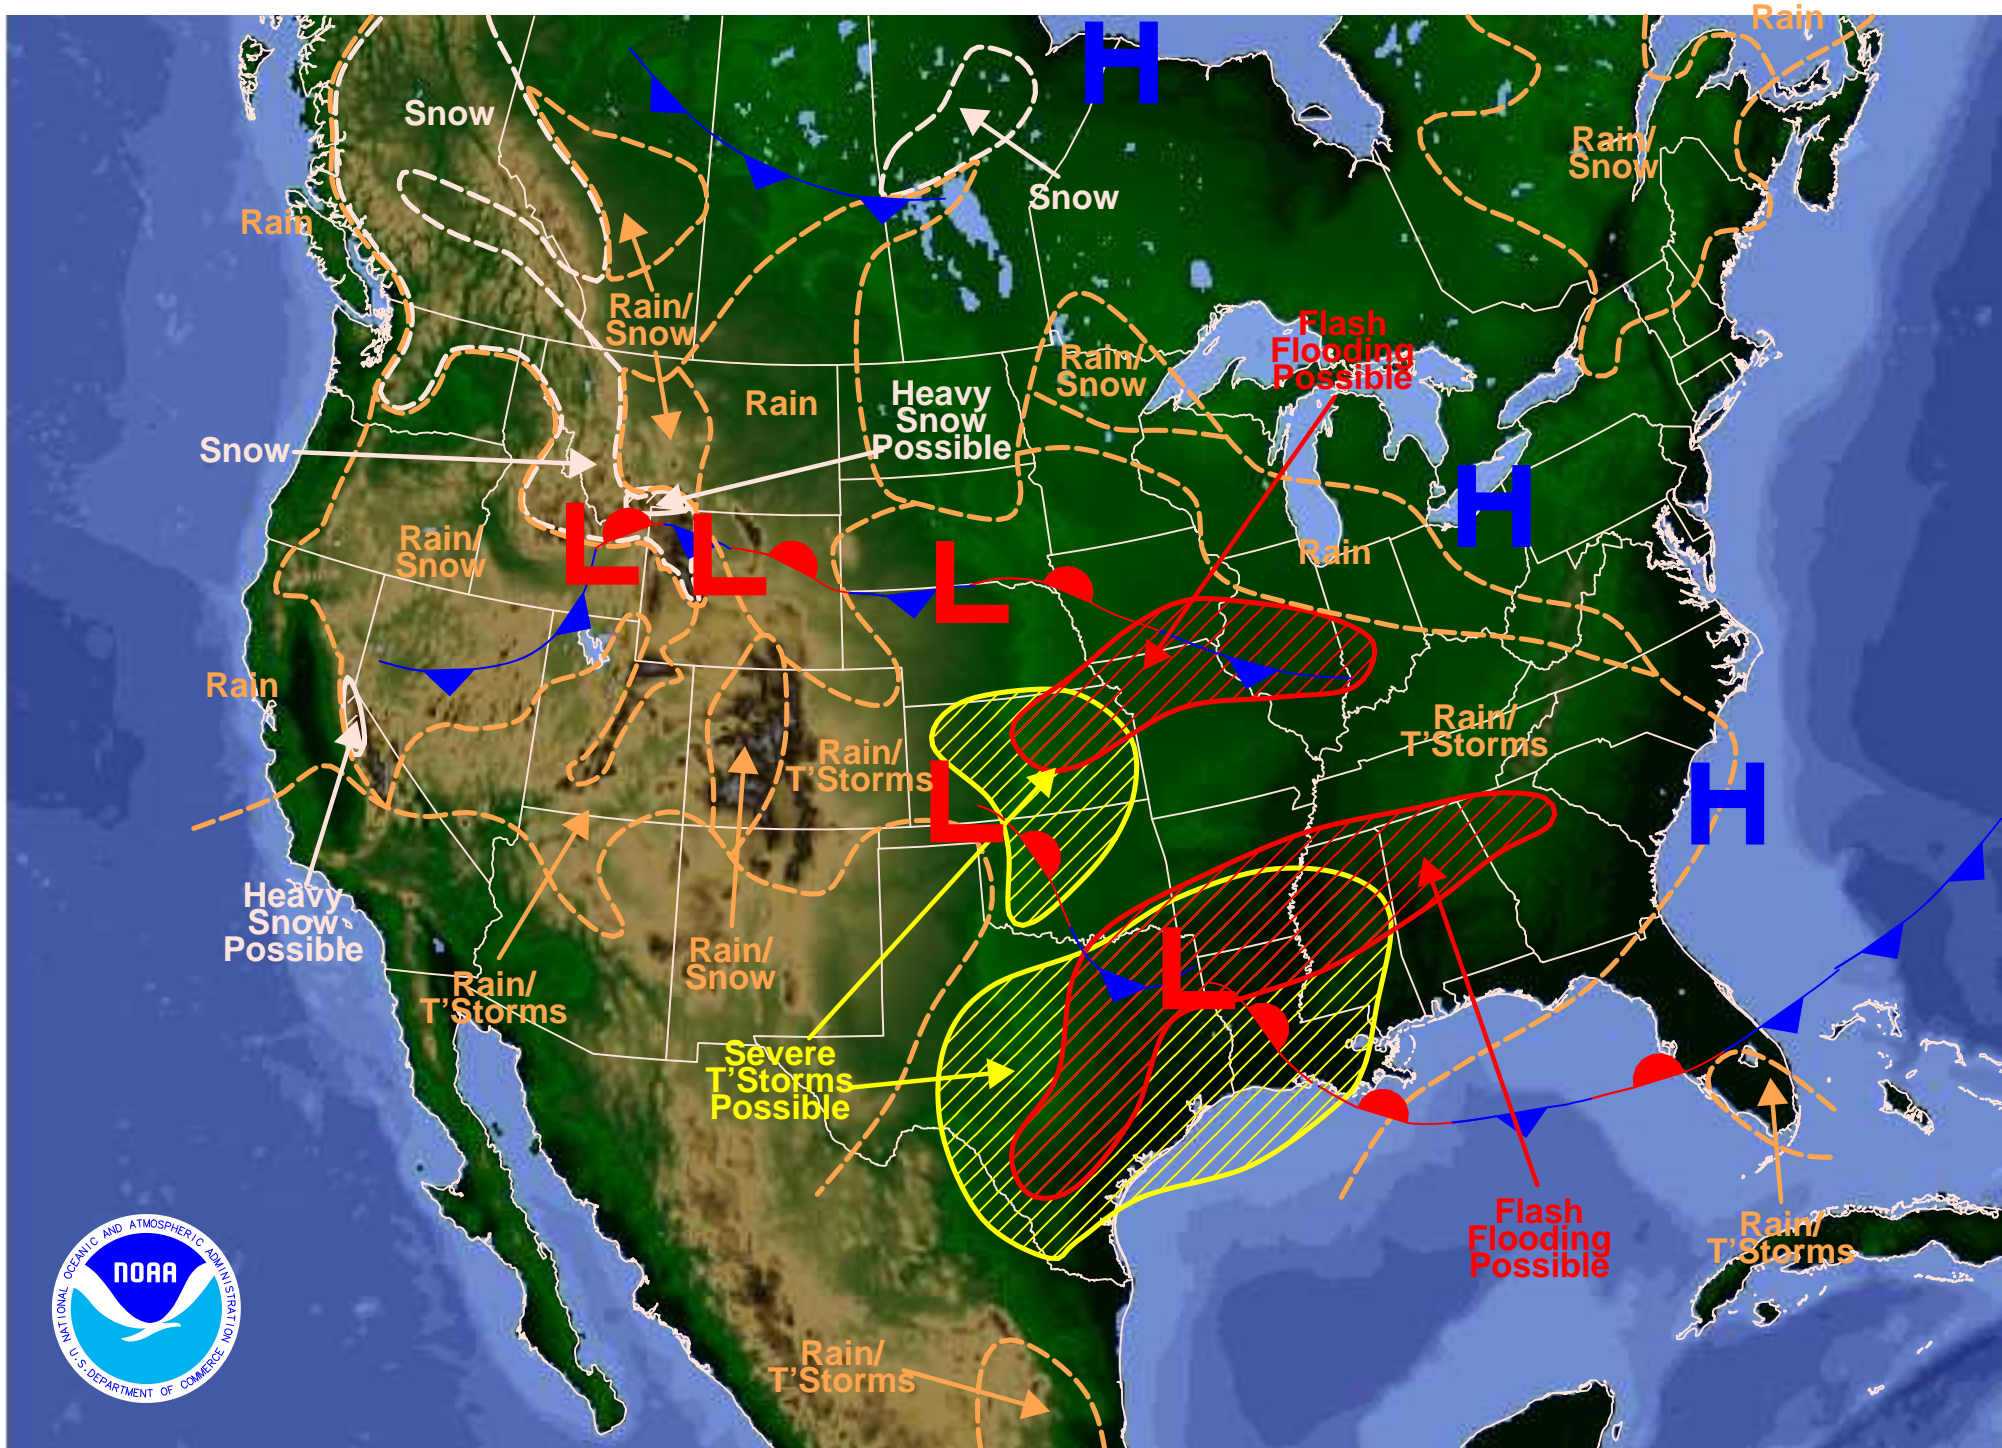 Rain
H
Snow
Rain/
Snow
Snow
Rain
Rain/
Snow
Flash
Flooding
Possible
Rain/
Snow
Rain
Heavy
Snow
Possible
Snow
H
L
L
L
Rain/
Snow
Rain
Rain
Rain/
T'Storms
Rain/
T'Storms
L
H
Heavy
Snow
Possible
Rain/
Snow
Rain/
T'Storms
L
Severe
T'Storms
Possible
Flash
Flooding
Possible
Rain/
T'Storms
NATIONAL OCEANIC AND ATMOSPHERIC ADMINISTRATION
NOAA
U.S. DEPARTMENT OF COMMERCE
Rain/
T'Storms